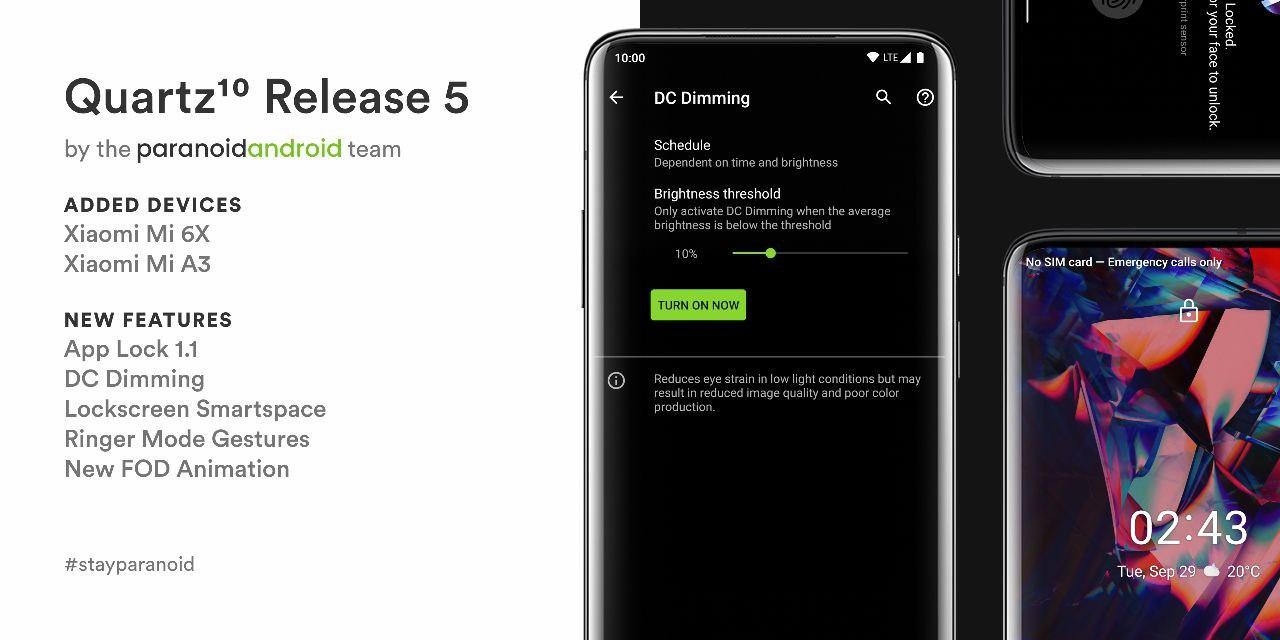 Quartz¹⁰ Release 5
by the paranoidandroid team
ADDED DEVICES
Xiaomi Mi 6X
Xiaomi Mi A3
NEW FEATURES
App Lock 1.1
DC Dimming
Lockscreen Smartspace
Ringer Mode Gestures
New FOD Animation
#stayparanoid
10:00
LTE
DC Dimming
Schedule
Dependent on time and brightness
Brightness threshold
Only activate DC Dimming when the average
brightness is below the threshold
10%
TURN ON NOW
Reduces eye strain in low light conditions but may
result in reduced image quality and poor color
production.
Locked.
or your face to unlock.
print sensor
No SIM card — Emergency calls only
02:43
Tue, Sep 29 20°C